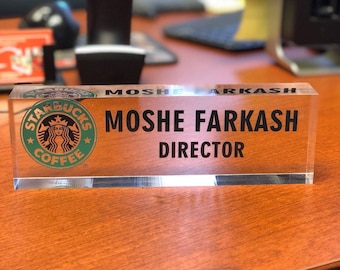 MOSHE FARKASH
STARBUCKS
COFFEE
MOSHE FARKASH
DIRECTOR